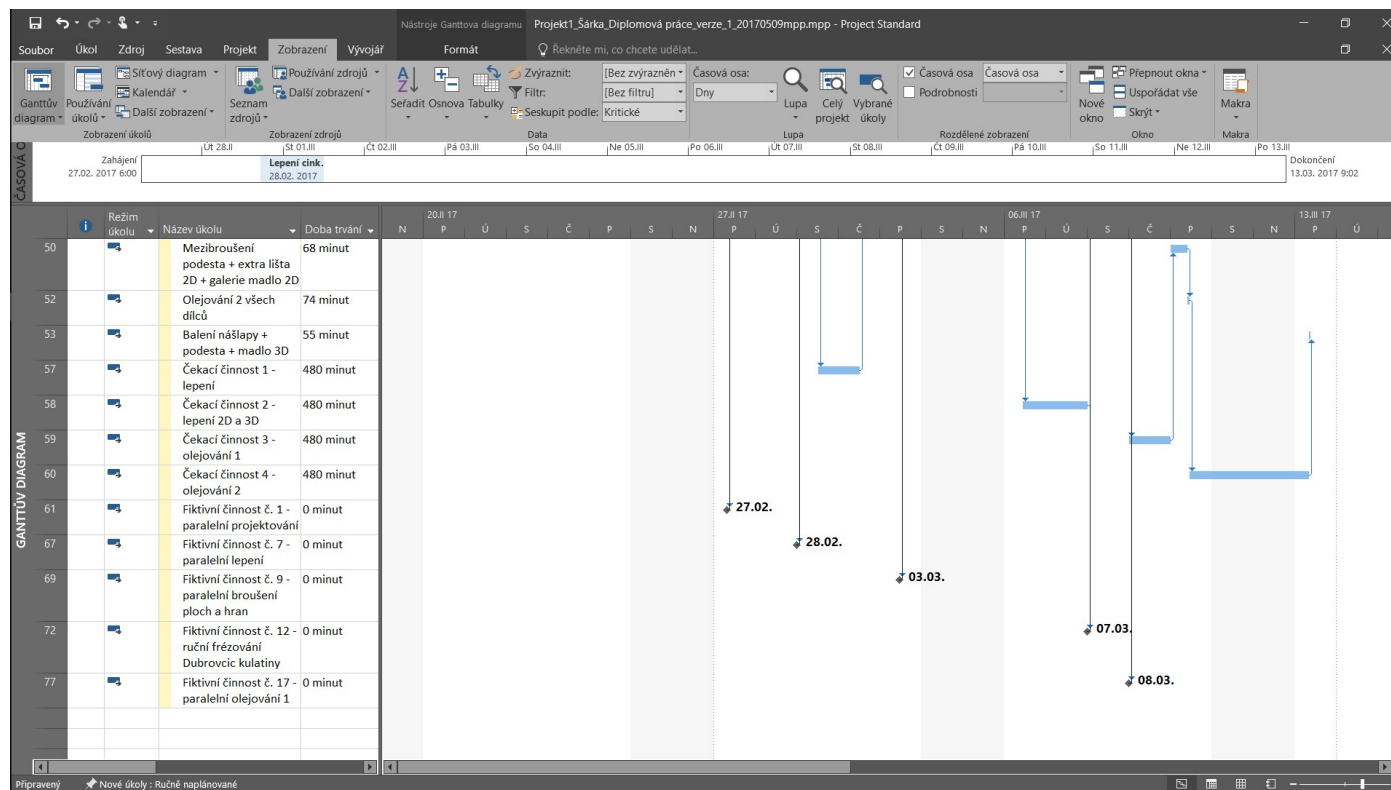 Nástroje Ganttova diagramu Projekt1_Šárka_Diplomová práce_verze_1_20170509mpp.mpp - Project Standard
Soubor Úkol Zdroj Sestava Projekt Zobrazení Vývojář Formát Řekněte mi, co chcete udělat...
Ganttův diagram
Používání úkolů
Síťový diagram
Kalendář
Další zobrazení
Zobrazení úkolů
Seznam zdrojů
Používání zdrojů
Další zobrazení
Zobrazení zdrojů
Seřadit Osnova Tabulky
Zvýraznit: [Bez zvýrazněn
Filtr: [Bez filtru]
Seskupit podle: Kritické
Data
Časová osa:
Dny
Lupa
Celý projekt
Vybrané úkoly
Lupa
Časová osa Časová osa
Podrobnosti
Rozdělené zobrazení
Nové okno
Přepnout okna
Uspořádat vše
Skrýt
Okno
Makra
Makra
ČASOVÁ O
Út 28.II St 01.III Čt 02.III Pá 03.III So 04.III Ne 05.III Po 06.III Út 07.III St 08.III Čt 09.III Pá 10.III So 11.III Ne 12.III Po 13.III
Zahájení
27.02. 2017 6:00
Lepení cink.
28.02. 2017
Dokončení
13.03. 2017 9:02
GANTTŮV DIAGRAM
Režim úkolu Název úkolu Doba trvání
20.II 17 27.II 17 06.III 17 13.III 17
N P Ú S Č P S N P Ú S Č P S N P Ú S Č P S N P Ú
50 Mezibroušení 68 minut
podesta + extra lišta
2D + galerie madlo 2D
52 Olejování 2 všech 74 minut
dílců
53 Balení nášlapy + 55 minut
podesta + madlo 3D
57 Čekací činnost 1 - 480 minut
lepení
58 Čekací činnost 2 - 480 minut
lepení 2D a 3D
59 Čekací činnost 3 - 480 minut
olejování 1
60 Čekací činnost 4 - 480 minut
olejování 2
61 Fiktivní činnost č. 1 - 0 minut 27.02.
paralelní projektování
67 Fiktivní činnost č. 7 - 0 minut 28.02.
paralelní lepení
69 Fiktivní činnost č. 9 - 0 minut 03.03.
paralelní broušení
ploch a hran
72 Fiktivní činnost č. 12 - 0 minut 07.03.
ruční frézování
Dubrovcic kulatiny
77 Fiktivní činnost č. 17 - 0 minut 08.03.
paralelní olejování 1
Připravený Nové úkoly : Ručně naplánované